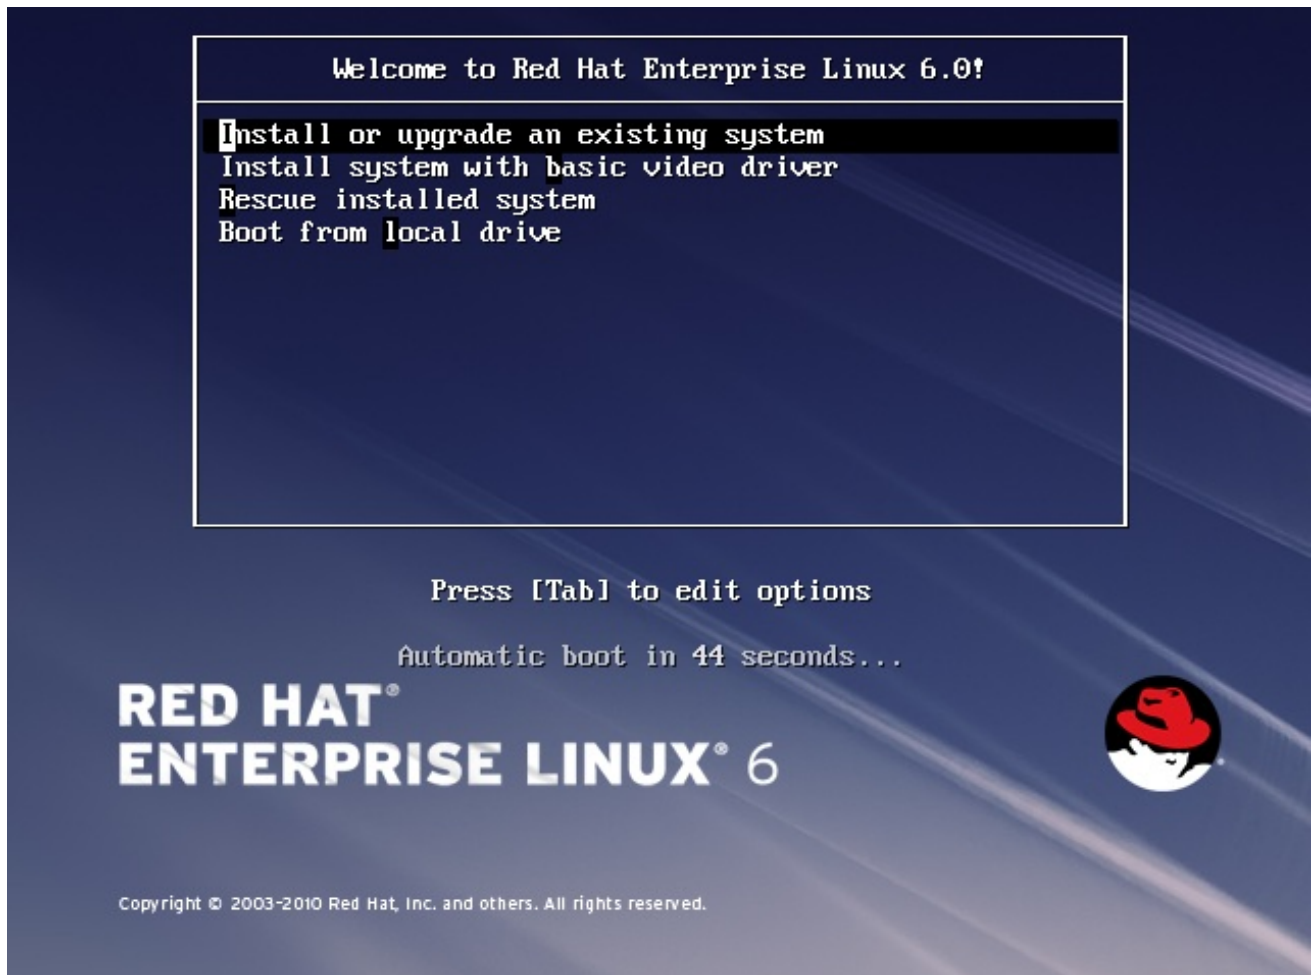 Welcome to Red Hat Enterprise Linux 6.0!
Install or upgrade an existing system
Install system with basic video driver
Rescue installed system
Boot from local drive
Press [Tab] to edit options
Automatic boot in 44 seconds...
RED HAT®
ENTERPRISE LINUX® 6
Copyright © 2003-2010 Red Hat, Inc. and others. All rights reserved.